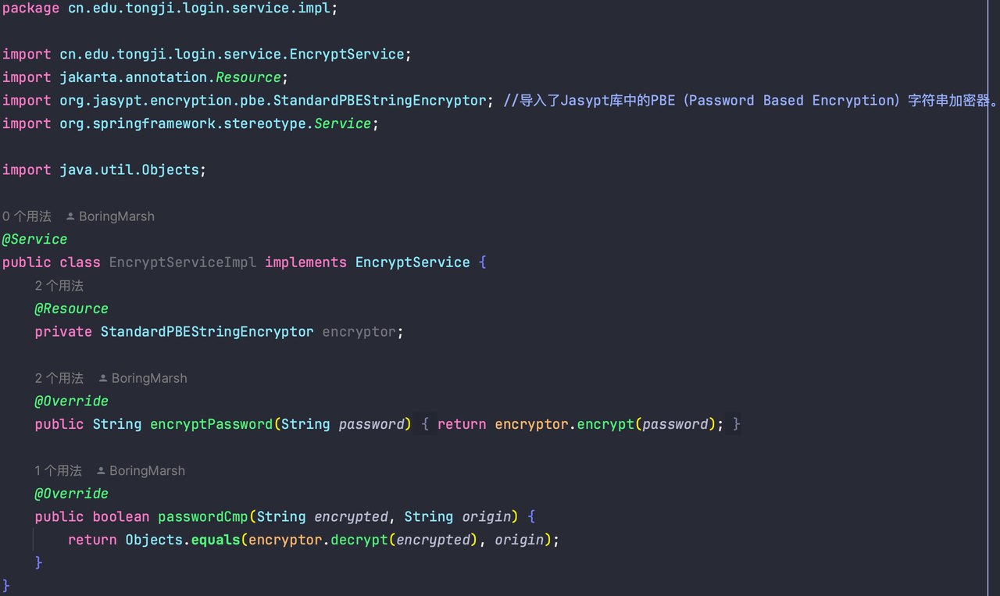 package cn.edu.tongji.login.service.impl;
import cn.edu.tongji.login.service.EncryptService;
import jakarta.annotation.Resource;
import org.jasypt.encryption.pbe.StandardPBEStringEncryptor; //导入了Jasypt库中的PBE（Password Based Encryption）字符串加密器。
import org.springframework.stereotype.Service;
import java.util.Objects;
0 个用法 BoringMarsh
@Service
public class EncryptServiceImpl implements EncryptService {
2 个用法
@Resource
private StandardPBEStringEncryptor encryptor;
2 个用法 BoringMarsh
@Override
public String encryptPassword(String password) { return encryptor.encrypt(password); }
1 个用法 BoringMarsh
@Override
public boolean passwordCmp(String encrypted, String origin) {
return Objects.equals(encryptor.decrypt(encrypted), origin);
}
}